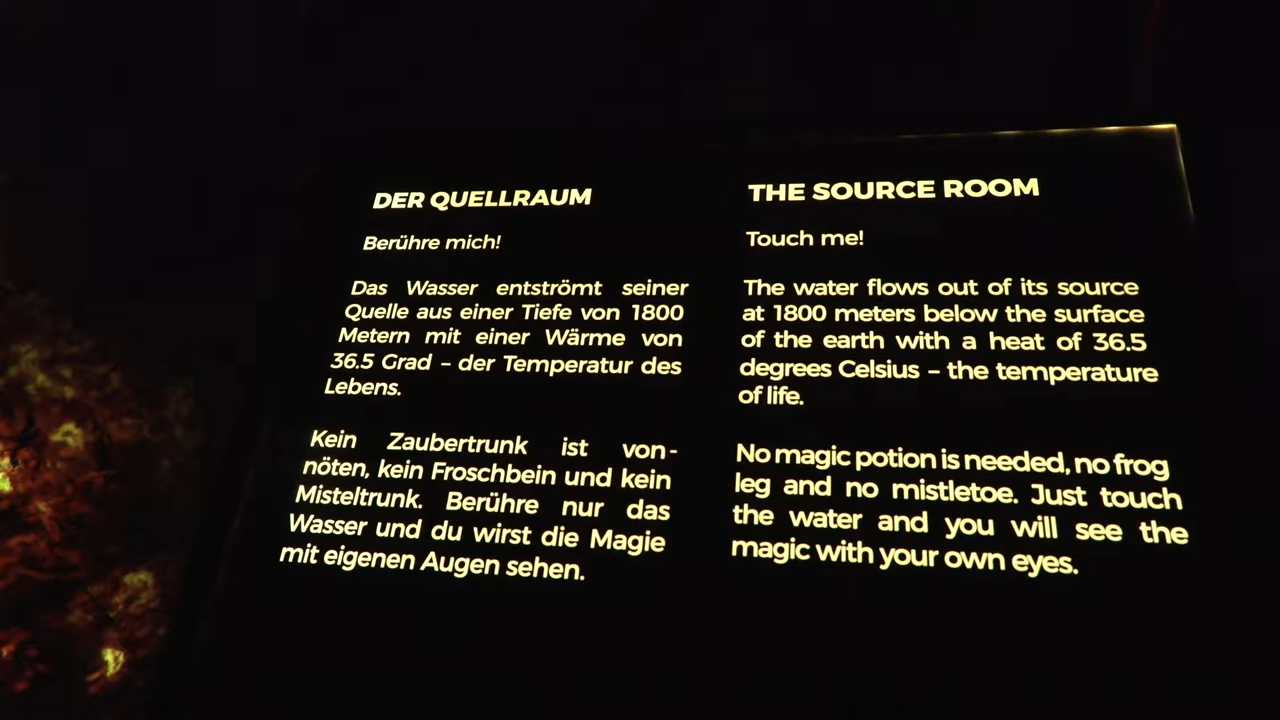 DER QUELLRAUM
Berühre mich!
Das Wasser entströmt seiner
Quelle aus einer Tiefe von 1800
Metern mit einer Wärme von
36.5 Grad – der Temperatur des
Lebens.
Kein Zaubertrunk ist von-
nöten, kein Froschbein und kein
Misteltrunk. Berühre nur das
Wasser und du wirst die Magie
mit eigenen Augen sehen.
THE SOURCE ROOM
Touch me!
The water flows out of its source
at 1800 meters below the surface
of the earth with a heat of 36.5
degrees Celsius – the temperature
of life.
No magic potion is needed, no frog
leg and no mistletoe. Just touch
the water and you will see the
magic with your own eyes.